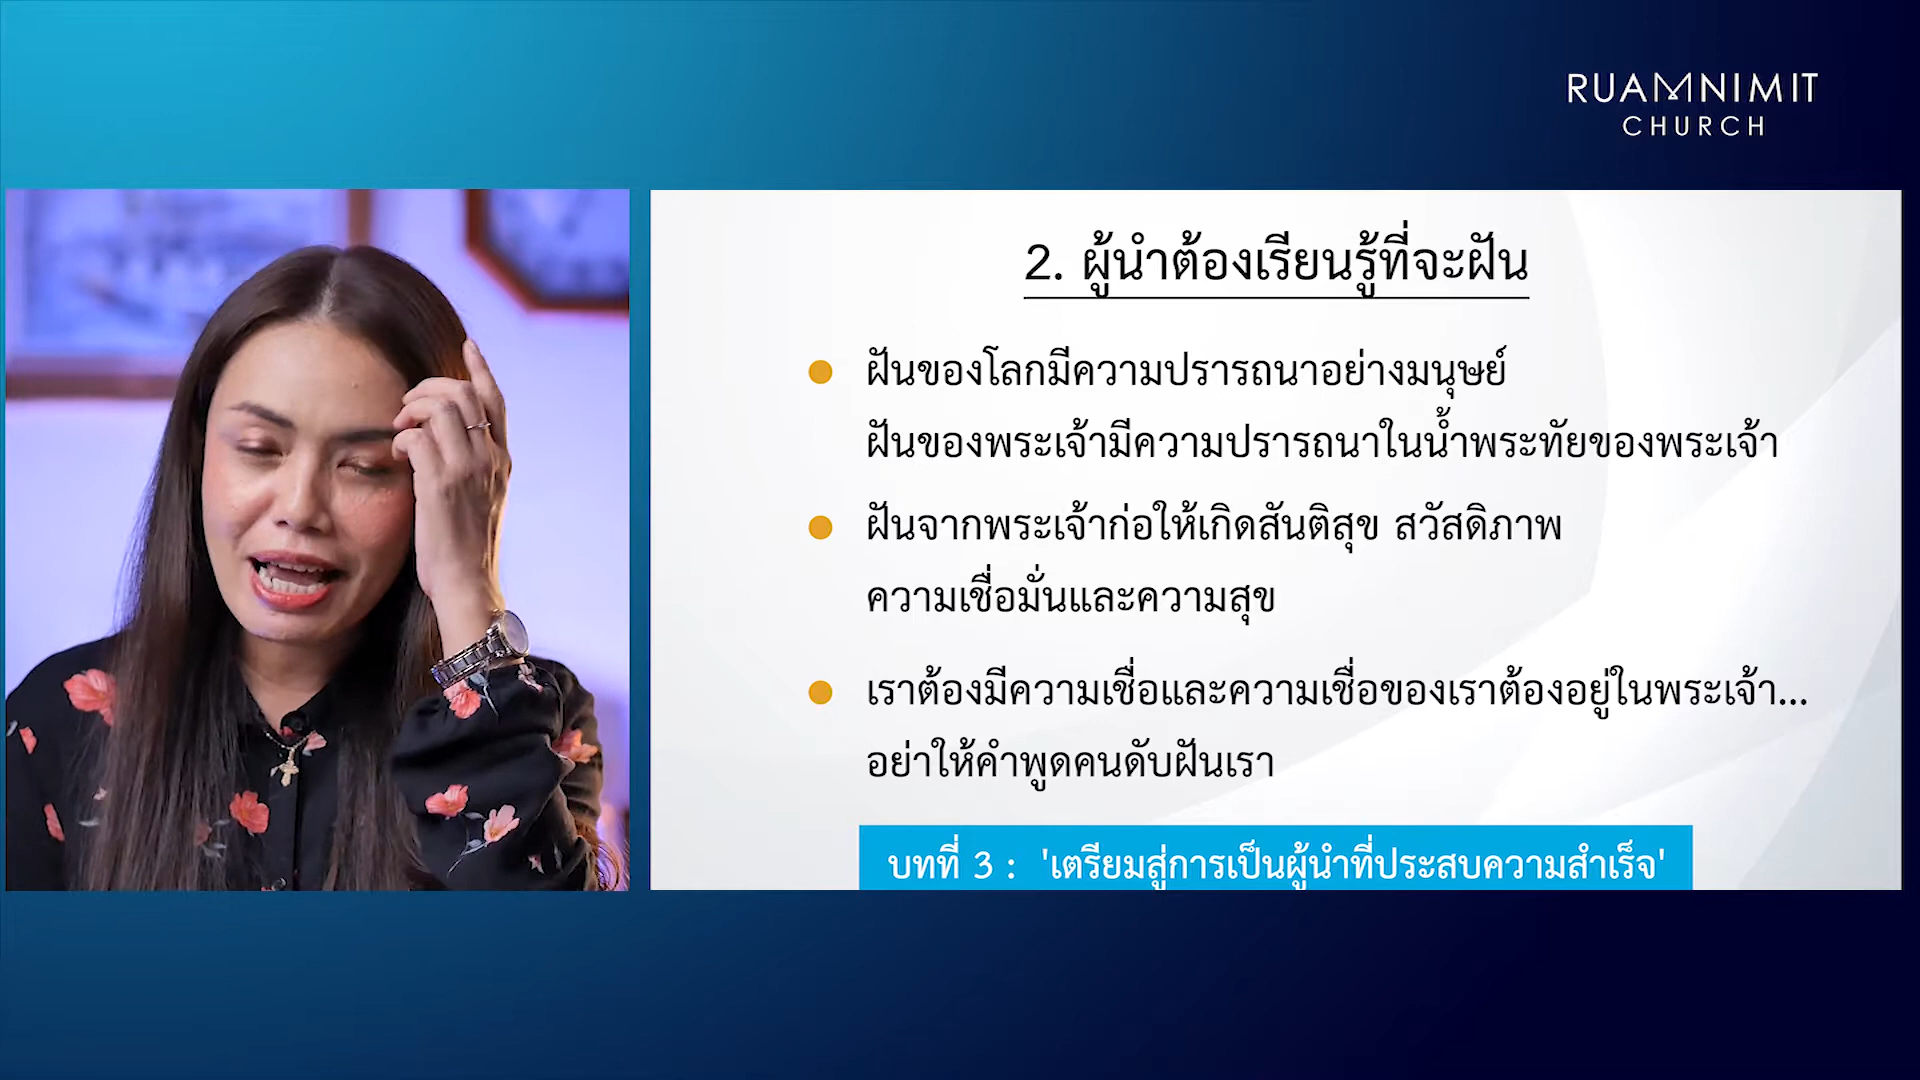 RUAMNIMIT
CHURCH
2. ผู้นำต้องเรียนรู้ที่จะฝัน
ฝันของโลกมีความปรารถนาอย่างมนุษย์
ฝันของพระเจ้ามีความปรารถนาในน้ำพระทัยของพระเจ้า
ฝันจากพระเจ้าก่อให้เกิดสันติสุข สวัสดิภาพ
ความเชื่อมั่นและความสุข
เราต้องมีความเชื่อและความเชื่อของเราต้องอยู่ในพระเจ้า...
อย่าให้คำพูดคนดับฝันเรา
บทที่ 3 : 'เตรียมสู่การเป็นผู้นำที่ประสบความสำเร็จ'